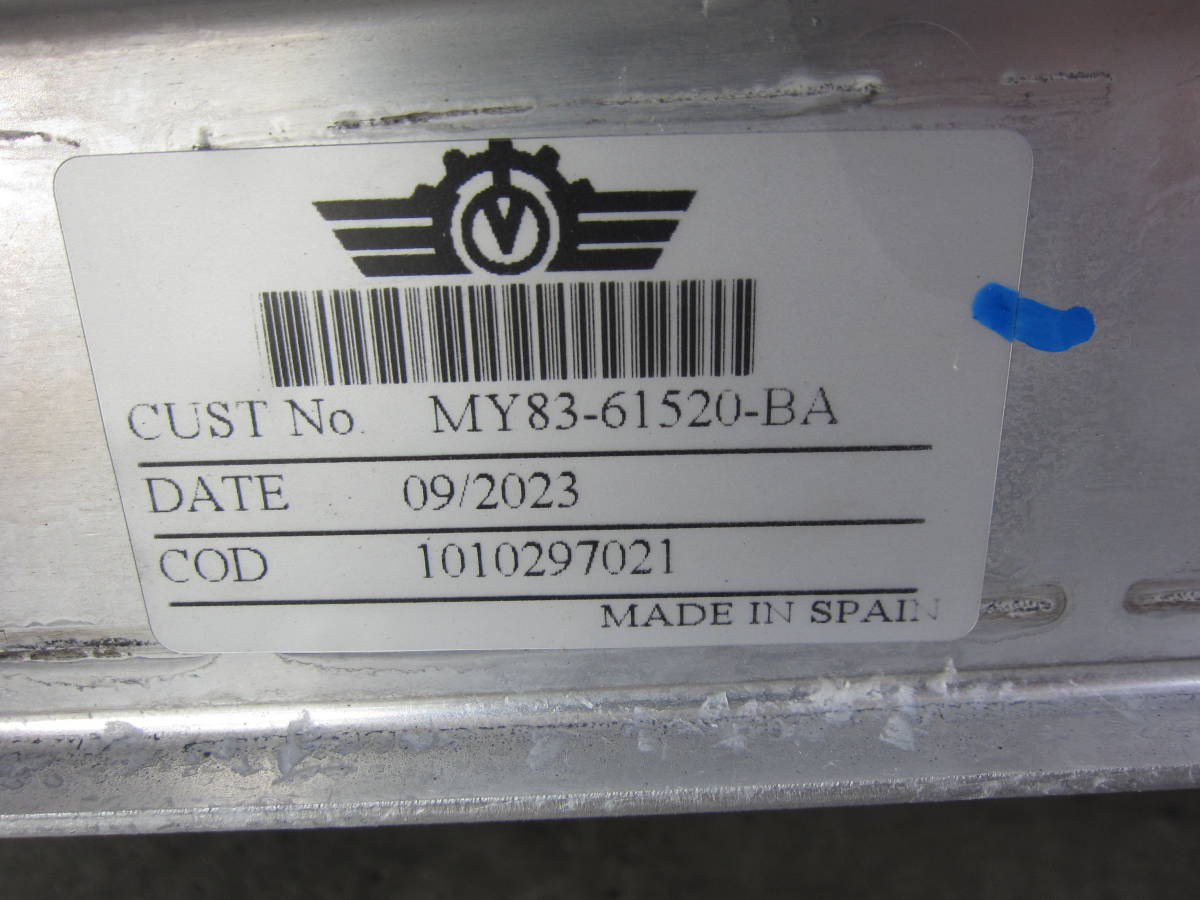 V
CUST No. MY83-61520-BA
DATE 09/2023
COD 1010297021
MADE IN SPAIN